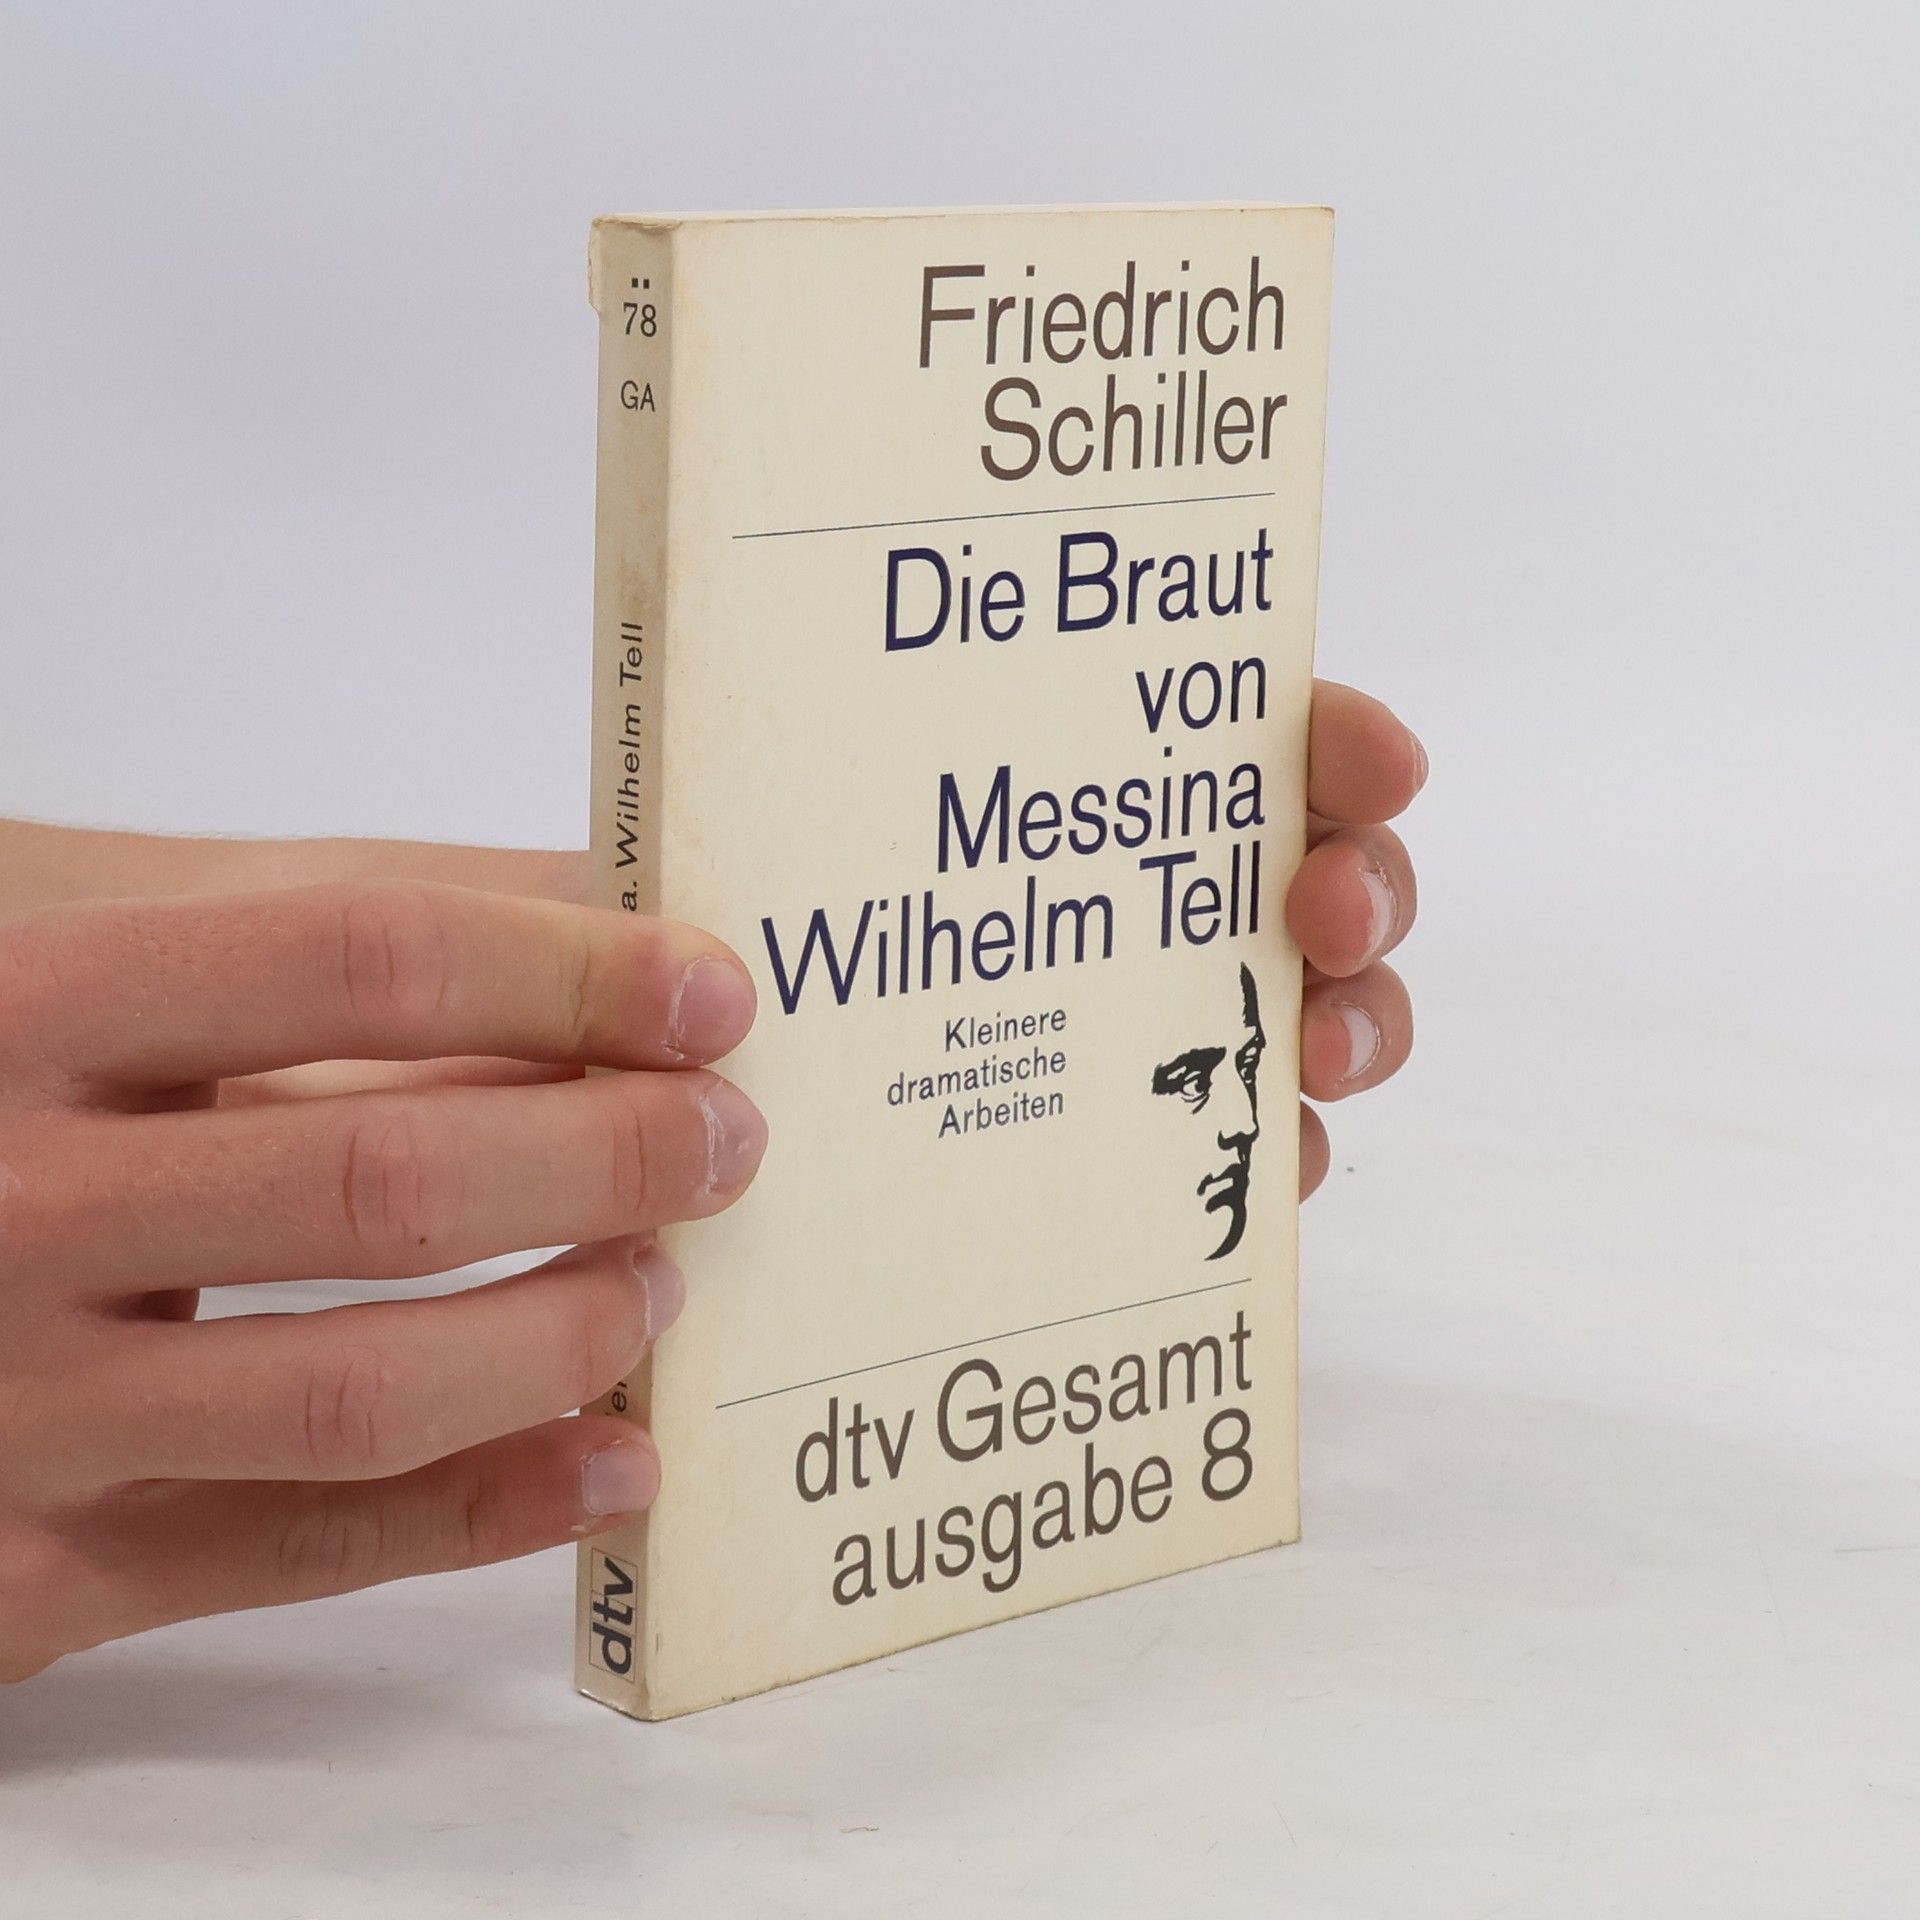 78
GA
a. Wilhelm Tell
dtv
Friedrich
Schiller
Die Braut
von
Messina
Wilhelm Tell
Kleinere
dramatische
Arbeiten
dtv Gesamt
ausgabe 8